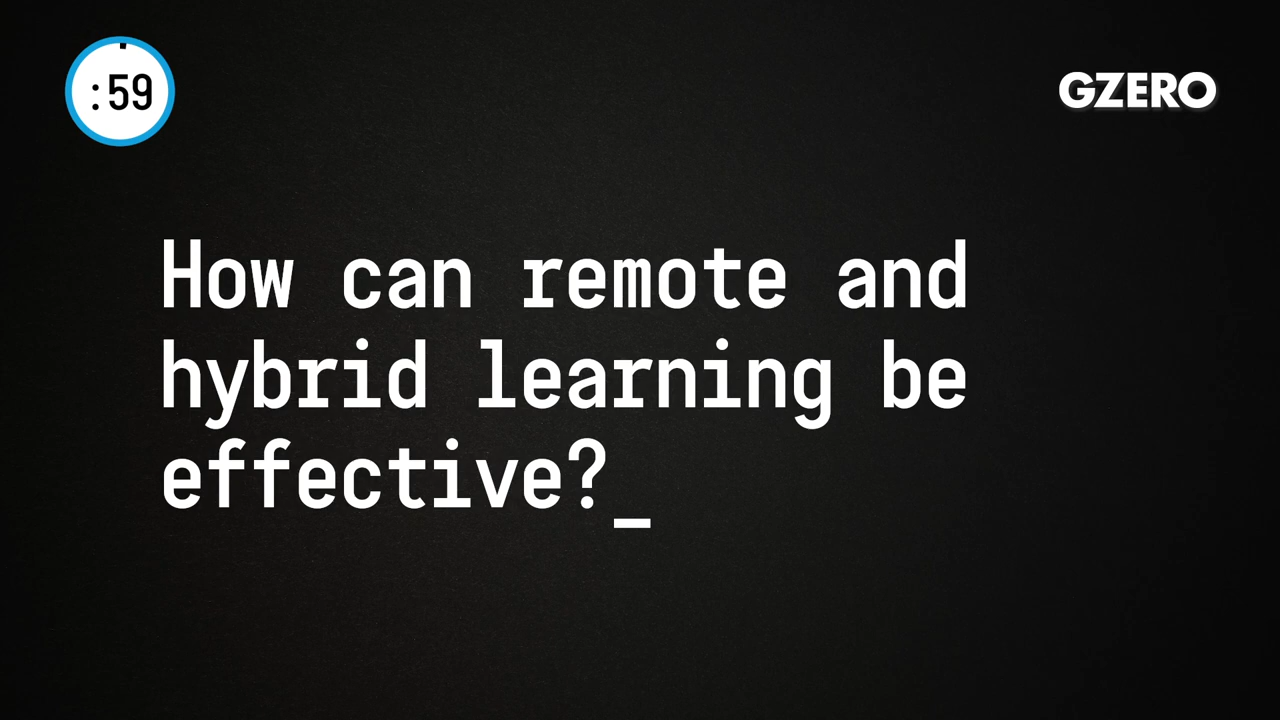 :59
GZERO
How can remote and
hybrid learning be
effective?_